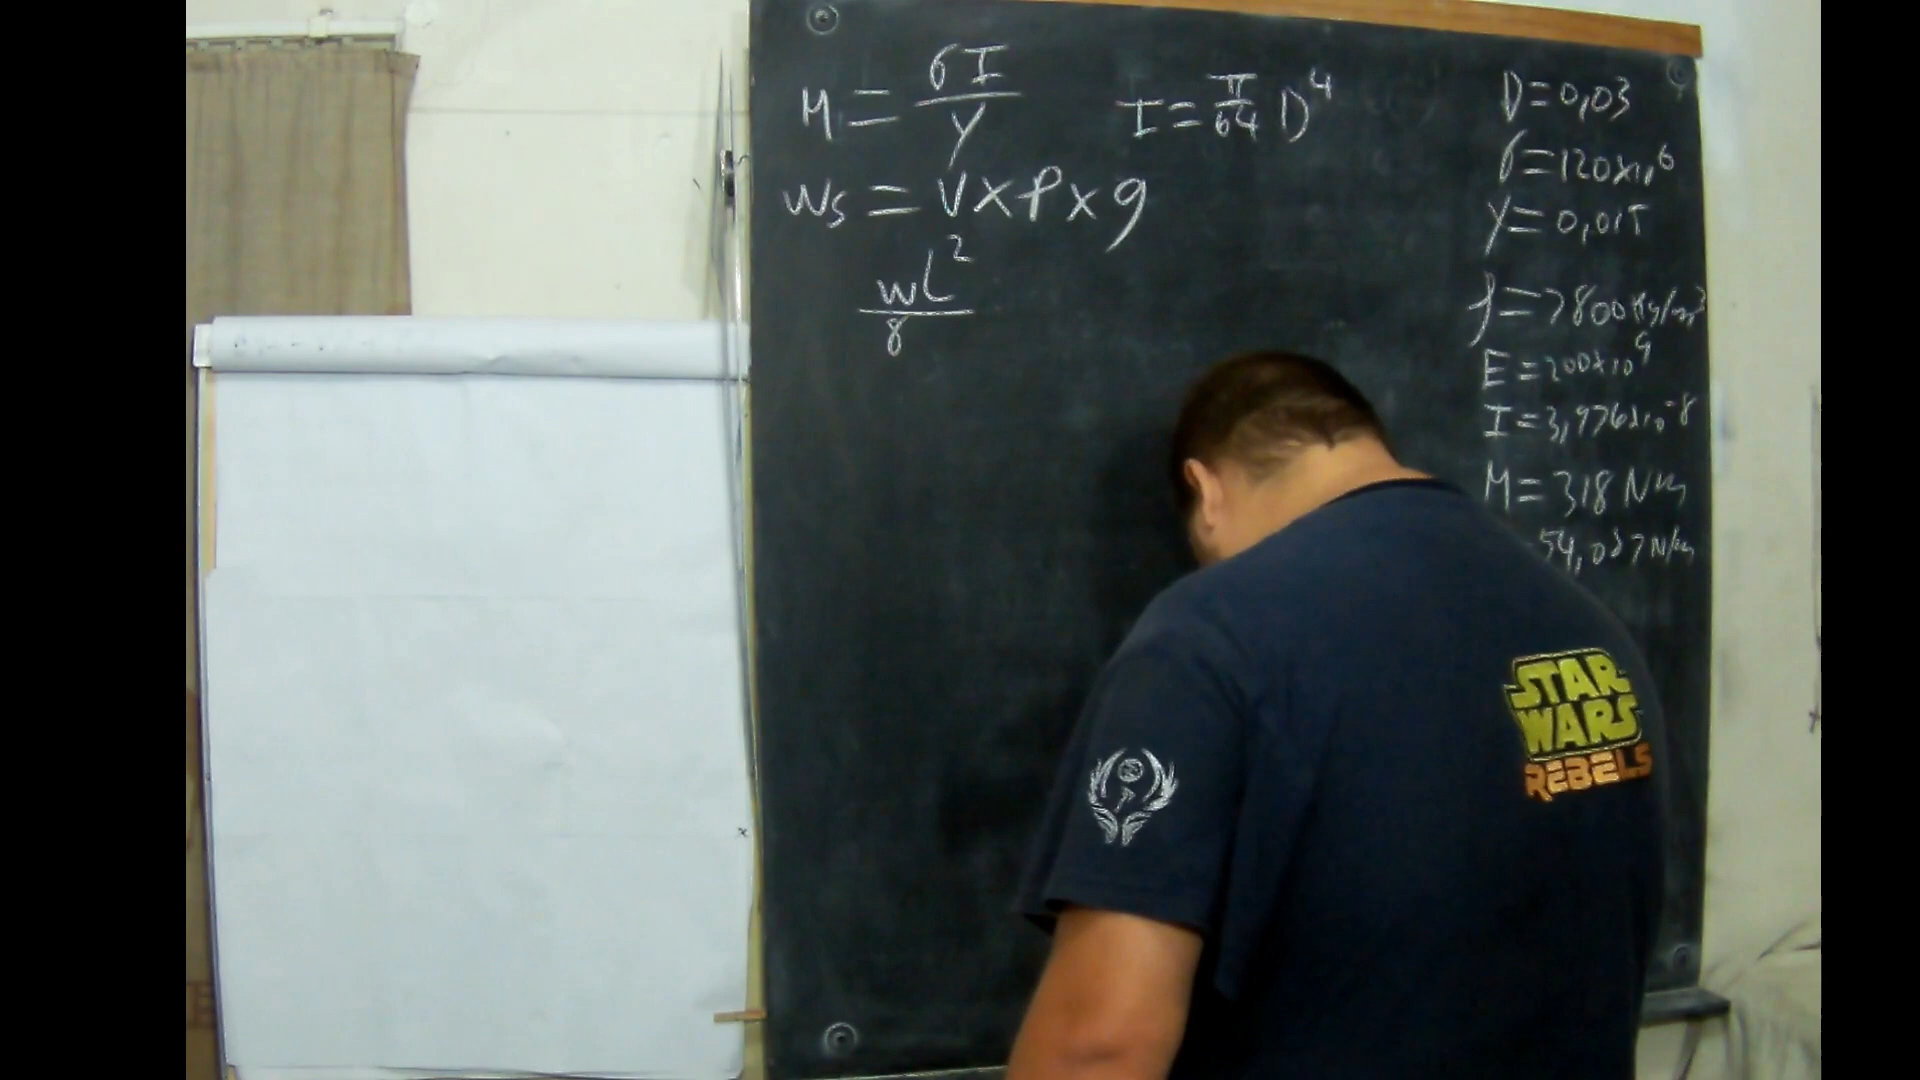 M = σI/y
I = π/64 D⁴
Ws = V x ρ x g
wL²/8
D = 0,03
σ = 120x10⁶
y = 0,015
ρ = 7800 Kg/m³
E = 200x10⁹
I = 3,976x10⁻⁸
M = 318 Nm
54,087 N/m
STAR
WARS
REBELS